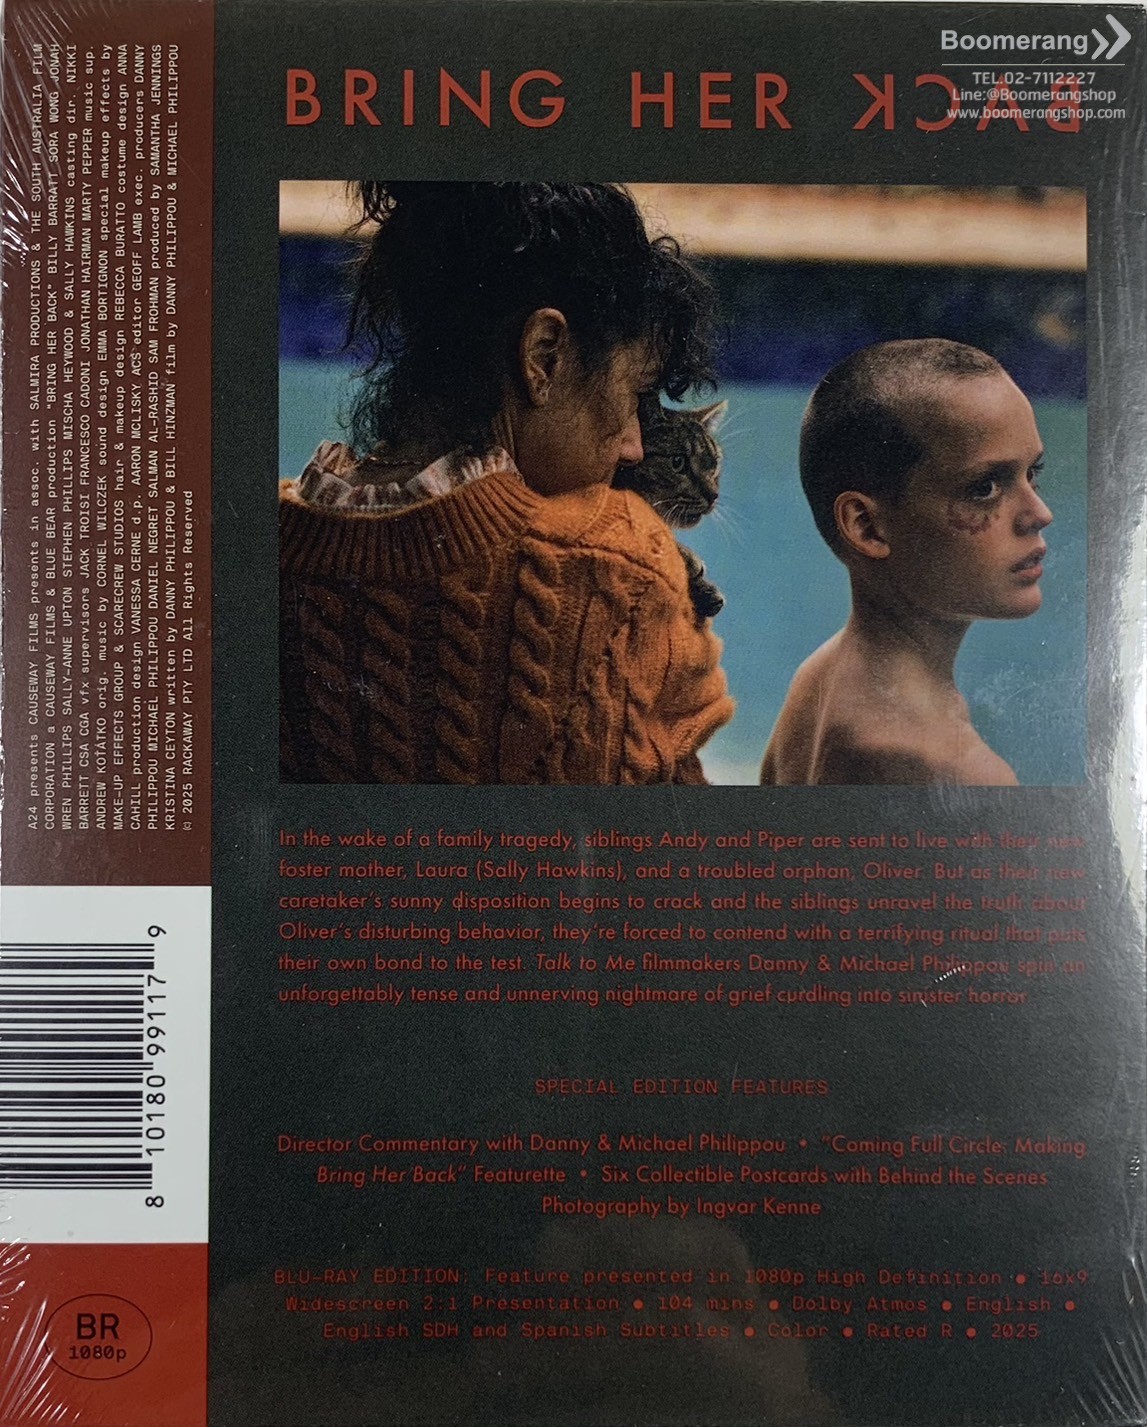 Boomerang
TEL.02-7112227
Line:@Boomerangshop
www.boomerangshop.com
BRING HER BACK
A24 presents CAUSEWAY FILMS presents in assoc. with SALMIRA PRODUCTIONS & THE SOUTH AUSTRALIA FILM
CORPORATION a CAUSEWAY FILMS & BLUE BEAR production "BRING HER BACK" BILLY BARRATT SORA WONG JONAH
WREN PHILLIPS SALLY-ANNE UPTON STEPHEN PHILLIPS MISCHA HEYWOOD & SALLY HAWKINS casting dir. NIKKI
BARRETT CSA CGA vfx supervisors JACK TROISI FRANCESCO CADONI JONATHAN HAIRMAN MARTY PEPPER music sup.
ANDREW KOTÁTKO orig. music by CORNEL WILCZEK sound design EMMA BORTIGNON special makeup effects by
MAKE-UP EFFECTS GROUP & SCARECREW STUDIOS hair & makeup design REBECCA BURATTO costume design ANNA
CAHILL production design VANESSA CERNE d.p. AARON MCLISKY ACS editor GEOFF LAMB exec. producers DANNY
PHILIPPOU MICHAEL PHILIPPOU DANIEL NEGRET SALMAN AL-RASHID SAM FROHMAN produced by SAMANTHA JENNINGS
KRISTINA CEYTON written by DANNY PHILIPPOU & BILL HINZMAN film by DANNY PHILIPPOU & MICHAEL PHILIPPOU
(c) 2025 RACKAWAY PTY LTD All Rights Reserved
In the wake of a family tragedy, siblings Andy and Piper are sent to live with their new
foster mother, Laura (Sally Hawkins), and a troubled orphan, Oliver. But as their new
caretaker's sunny disposition begins to crack and the siblings unravel the truth about
Oliver's disturbing behavior, they're forced to contend with a terrifying ritual that puts
their own bond to the test. Talk to Me filmmakers Danny & Michael Philippou spin an
unforgettably tense and unnerving nightmare of grief curdling into sinister horror.
SPECIAL EDITION FEATURES
Director Commentary with Danny & Michael Philippou • "Coming Full Circle: Making
Bring Her Back" Featurette • Six Collectible Postcards with Behind the Scenes
Photography by Ingvar Kenne
BLU-RAY EDITION: Feature presented in 1080p High Definition • 16x9
Widescreen 2:1 Presentation • 104 mins • Dolby Atmos • English •
English SDH and Spanish Subtitles • Color • Rated R • 2025
8 10180 99117 9
BR
1080p